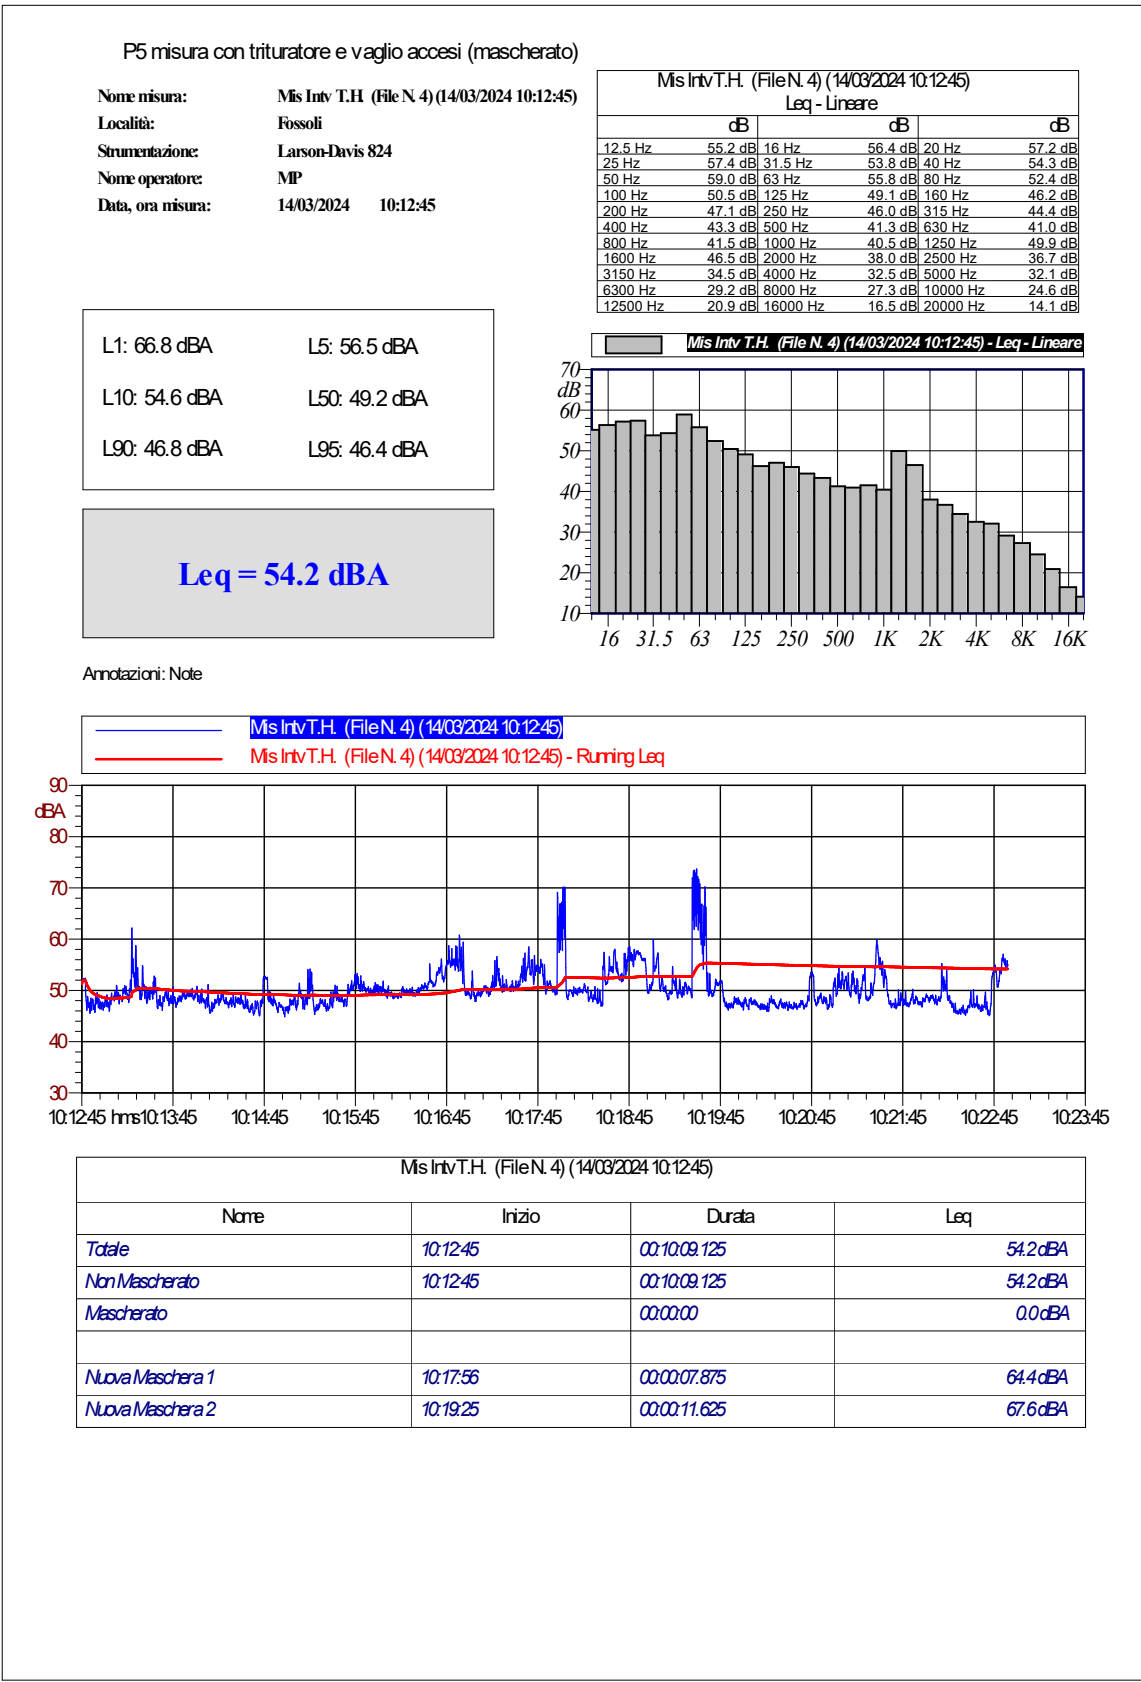 P5 misura con trituratore e vaglio accesi (mascherato)
Nome misura: Mis Intv T.H. (File N. 4) (14/03/2024 10:12:45)
Località: Fossoli
Strumentazione: Larson-Davis 824
Nome operatore: MP
Data, ora misura: 14/03/2024 10:12:45
Mis Intv T.H. (File N. 4) (14/03/2024 10:12:45)
Leq - Lineare
dB dB dB
12.5 Hz 55.2 dB 16 Hz 56.4 dB 20 Hz 57.2 dB
25 Hz 57.4 dB 31.5 Hz 53.8 dB 40 Hz 54.3 dB
50 Hz 59.0 dB 63 Hz 55.8 dB 80 Hz 52.4 dB
100 Hz 50.5 dB 125 Hz 49.1 dB 160 Hz 46.2 dB
200 Hz 47.1 dB 250 Hz 46.0 dB 315 Hz 44.4 dB
400 Hz 43.3 dB 500 Hz 41.3 dB 630 Hz 41.0 dB
800 Hz 41.5 dB 1000 Hz 40.5 dB 1250 Hz 49.9 dB
1600 Hz 46.5 dB 2000 Hz 38.0 dB 2500 Hz 36.7 dB
3150 Hz 34.5 dB 4000 Hz 32.5 dB 5000 Hz 32.1 dB
6300 Hz 29.2 dB 8000 Hz 27.3 dB 10000 Hz 24.6 dB
12500 Hz 20.9 dB 16000 Hz 16.5 dB 20000 Hz 14.1 dB
L1: 66.8 dBA L5: 56.5 dBA
L10: 54.6 dBA L50: 49.2 dBA
L90: 46.8 dBA L95: 46.4 dBA
Leq = 54.2 dBA
Mis Intv T.H. (File N. 4) (14/03/2024 10:12:45) - Leq - Lineare
70
dB
60
50
40
30
20
10
16 31.5 63 125 250 500 1K 2K 4K 8K 16K
Annotazioni: Note
Mis Intv T.H. (File N. 4) (14/03/2024 10:12:45)
Mis Intv T.H. (File N. 4) (14/03/2024 10:12:45) - Running Leq
90
dBA
80
70
60
50
40
30
10:12:45 hms 10:13:45 10:14:45 10:15:45 10:16:45 10:17:45 10:18:45 10:19:45 10:20:45 10:21:45 10:22:45 10:23:45
Mis Intv T.H. (File N. 4) (14/03/2024 10:12:45)
Nome Inizio Durata Leq
Totale 10:12:45 00:10:09.125 54.2 dBA
Non Mascherato 10:12:45 00:10:09.125 54.2 dBA
Mascherato 00:00:00 0.0 dBA
Nuova Maschera 1 10:17:56 00:00:07.875 64.4 dBA
Nuova Maschera 2 10:19:25 00:00:11.625 67.6 dBA